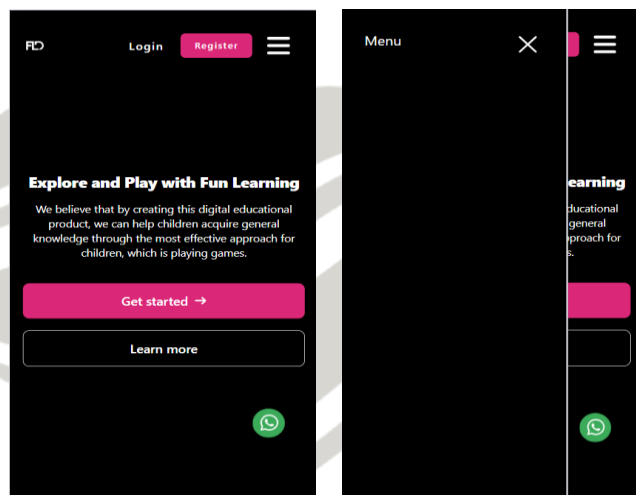 Login
Register
Explore and Play with Fun Learning
We believe that by creating this digital educational
product, we can help children acquire general
knowledge through the most effective approach for
children, which is playing games.
Get started →
Learn more
Menu
earning
ducational
general
proach for
s.